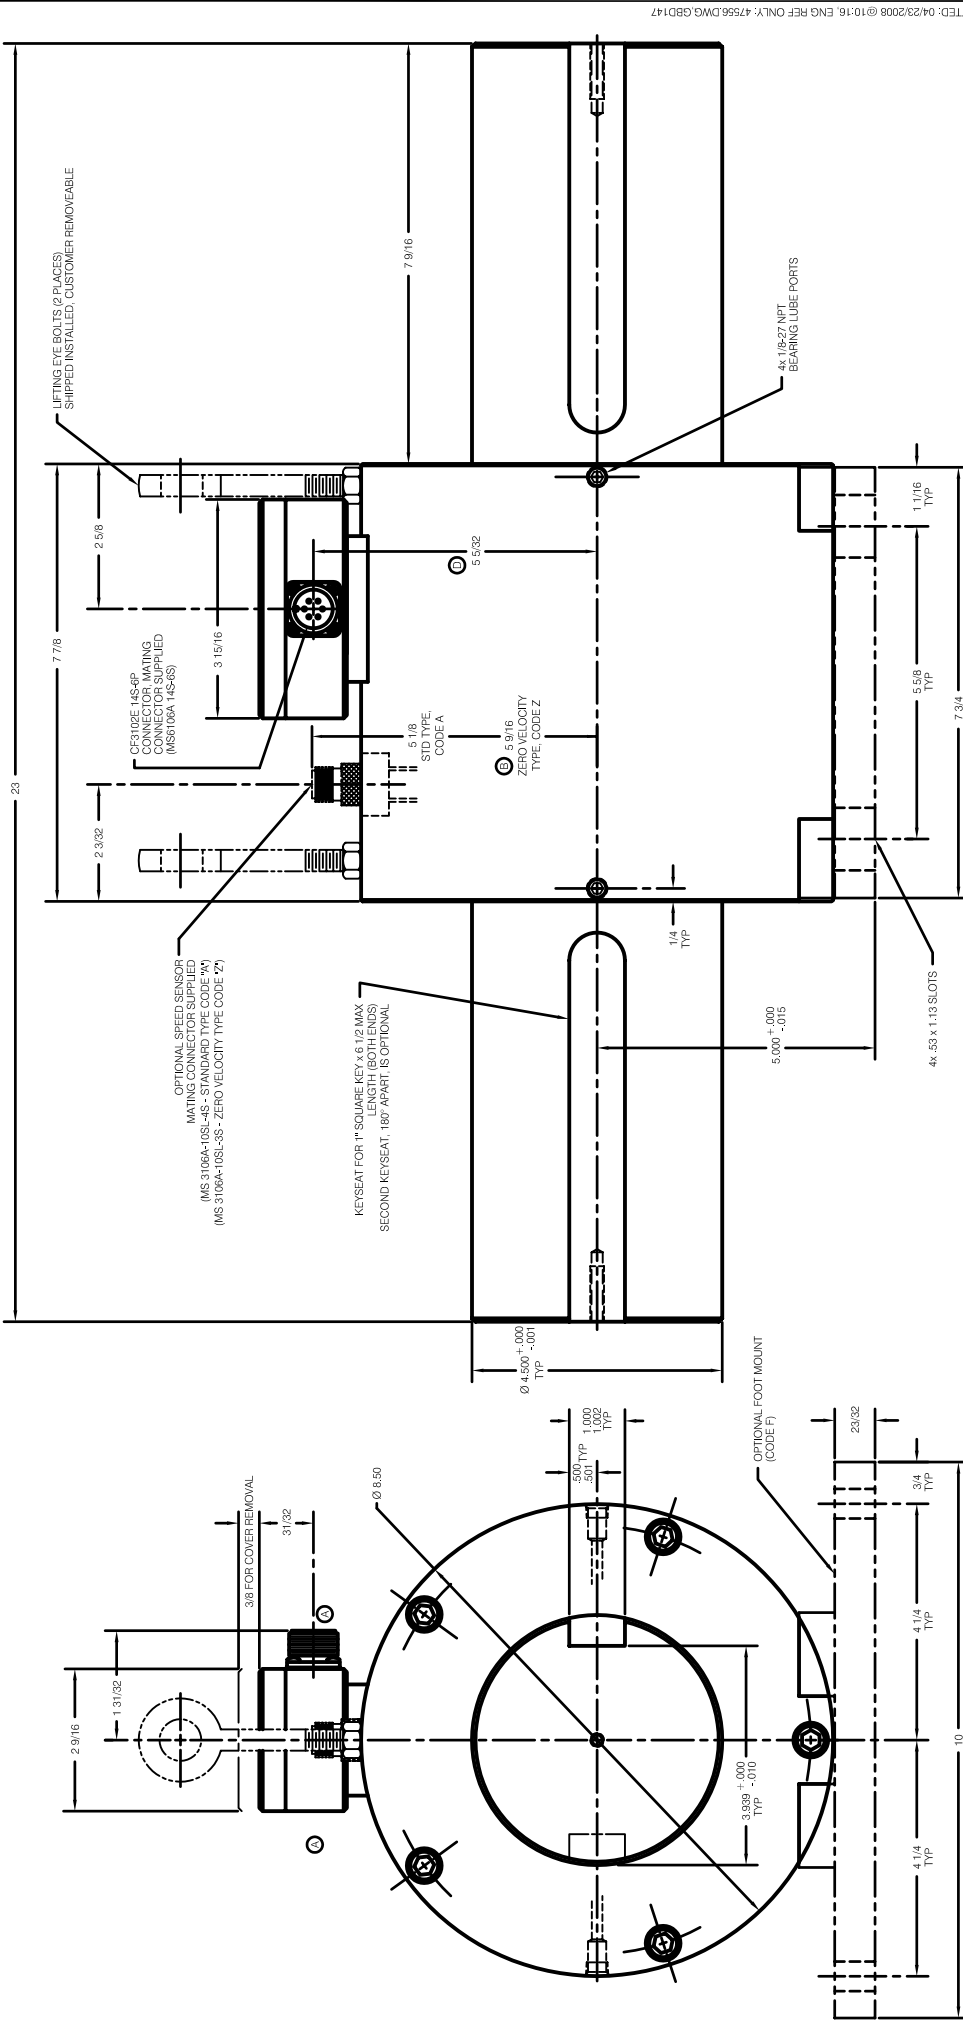 TED: 04/23/2008 @ 10:16, ENG REF ONLY: 47556.DWG,GBD147
23
7 9/16
LIFTING EYE BOLTS (2 PLACES)
SHIPPED INSTALLED, CUSTOMER REMOVEABLE
7 7/8
2 5/8
3 15/16
CF3102E 14S-6P
CONNECTOR, MATING
CONNECTOR SUPPLIED
(MS6106A 14S-6S)
2 3/32
OPTIONAL SPEED SENSOR
MATING CONNECTOR SUPPLIED
(MS 3106A-10SL-4S - STANDARD TYPE CODE "A")
(MS 3106A-10SL-3S - ZERO VELOCITY TYPE CODE "Z")
D
5 5/32
5 1/8
STD TYPE,
CODE A
B
5 9/16
ZERO VELOCITY
TYPE, CODE Z
4x 1/8-27 NPT
BEARING LUBE PORTS
1 1/16
TYP
5 5/8
TYP
7 3/4
1/4
TYP
KEYSEAT FOR 1" SQUARE KEY x 6 1/2 MAX
LENGTH (BOTH ENDS)
SECOND KEYSEAT, 180° APART, IS OPTIONAL
5.000 +.000
-.015
4x .53 x 1.13 SLOTS
Ø 4.500 +.000
-.001
TYP
3/8 FOR COVER REMOVAL
31/32
Ø 8.50
.500 TYP
.501
1.000
1.002
TYP
OPTIONAL FOOT MOUNT
(CODE F)
23/32
3/4
TYP
4 1/4
TYP
10
4 1/4
TYP
1 31/32
2 9/16
A
A
3.939 +.000
-.010
TYP